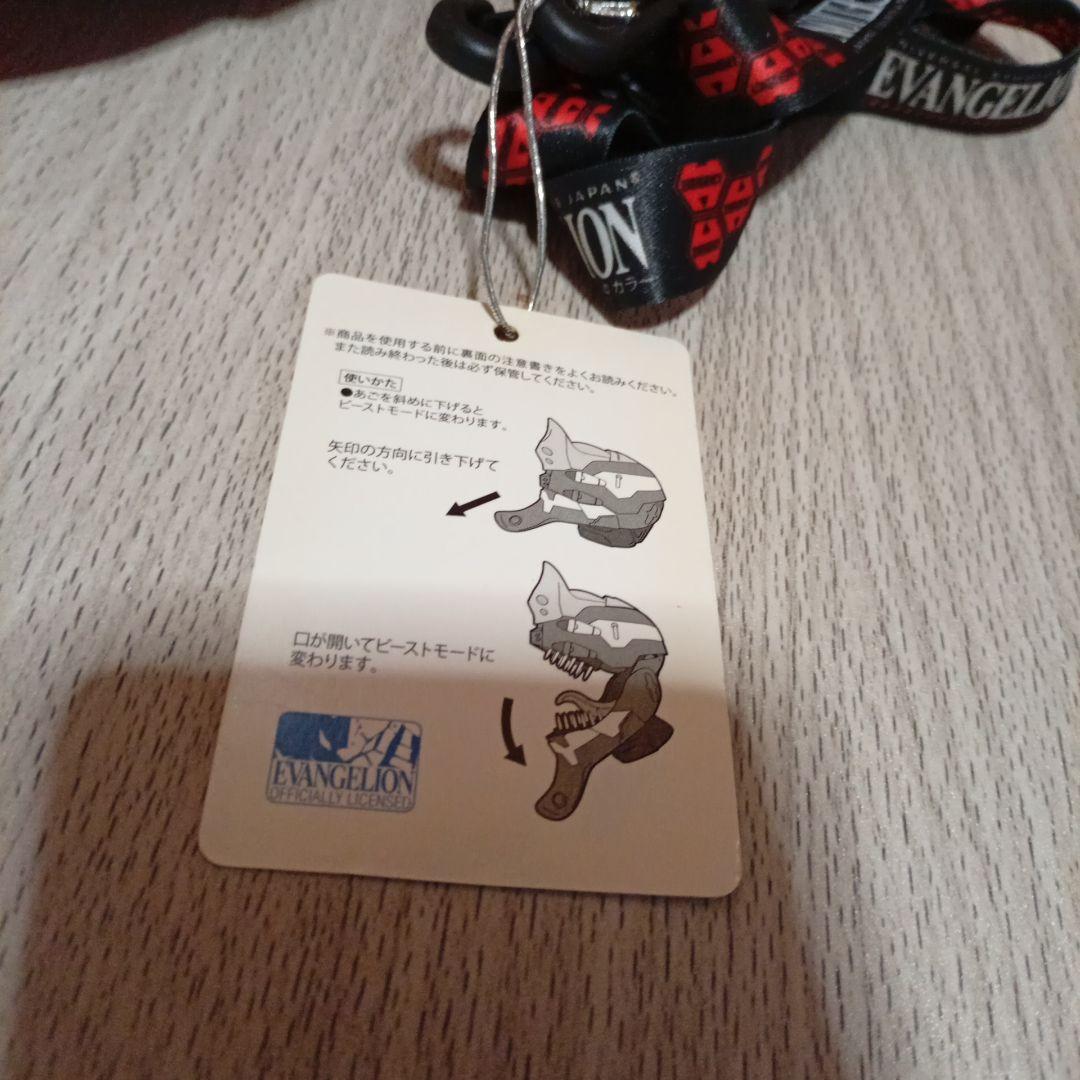 EVANGELIO
JAPAN
ION
カラー
※商品を使用する前に裏面の注意書きをよくお読みください。
また読み終わった後は必ず保管してください。
使いかた
●あごを斜めに下げると
ビーストモードに変わります。
矢印の方向に引き下げて
ください。
口が開いてビーストモードに
変わります。
EVANGELION
OFFICIALLY LICENSED